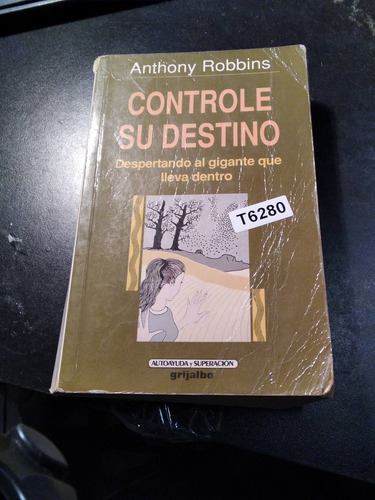 Anthony Robbins
CONTROLE
SU DESTINO
Despertando al gigante que
lleva dentro
T6280
AUTOAYUDA Y SUPERACIÓN
grijalbo